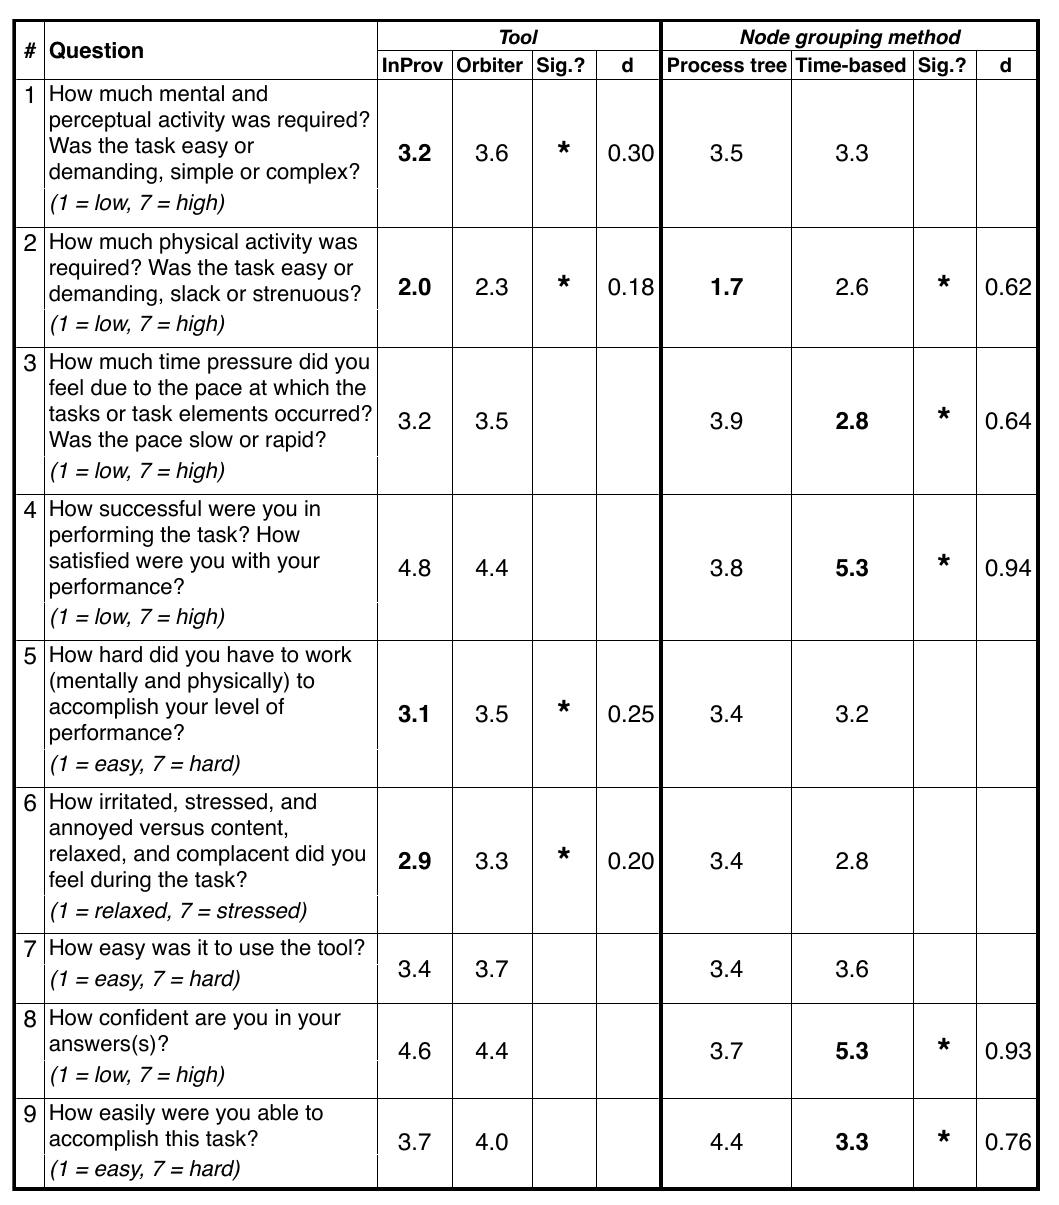 Tool Node grouping method
# Question InProv Orbiter Sig.? d Process tree Time-based Sig.? d
1 How much mental and
perceptual activity was required?
Was the task easy or
demanding, simple or complex?
(1 = low, 7 = high)
3.2 3.6 * 0.30 3.5 3.3
2 How much physical activity was
required? Was the task easy or
demanding, slack or strenuous?
(1 = low, 7 = high)
2.0 2.3 * 0.18 1.7 2.6 * 0.62
3 How much time pressure did you
feel due to the pace at which the
tasks or task elements occurred?
Was the pace slow or rapid?
(1 = low, 7 = high)
3.2 3.5 3.9 2.8 * 0.64
4 How successful were you in
performing the task? How
satisfied were you with your
performance?
(1 = low, 7 = high)
4.8 4.4 3.8 5.3 * 0.94
5 How hard did you have to work
(mentally and physically) to
accomplish your level of
performance?
(1 = easy, 7 = hard)
3.1 3.5 * 0.25 3.4 3.2
6 How irritated, stressed, and
annoyed versus content,
relaxed, and complacent did you
feel during the task?
(1 = relaxed, 7 = stressed)
2.9 3.3 * 0.20 3.4 2.8
7 How easy was it to use the tool?
(1 = easy, 7 = hard)
3.4 3.7 3.4 3.6
8 How confident are you in your
answers(s)?
(1 = low, 7 = high)
4.6 4.4 3.7 5.3 * 0.93
9 How easily were you able to
accomplish this task?
(1 = easy, 7 = hard)
3.7 4.0 4.4 3.3 * 0.76